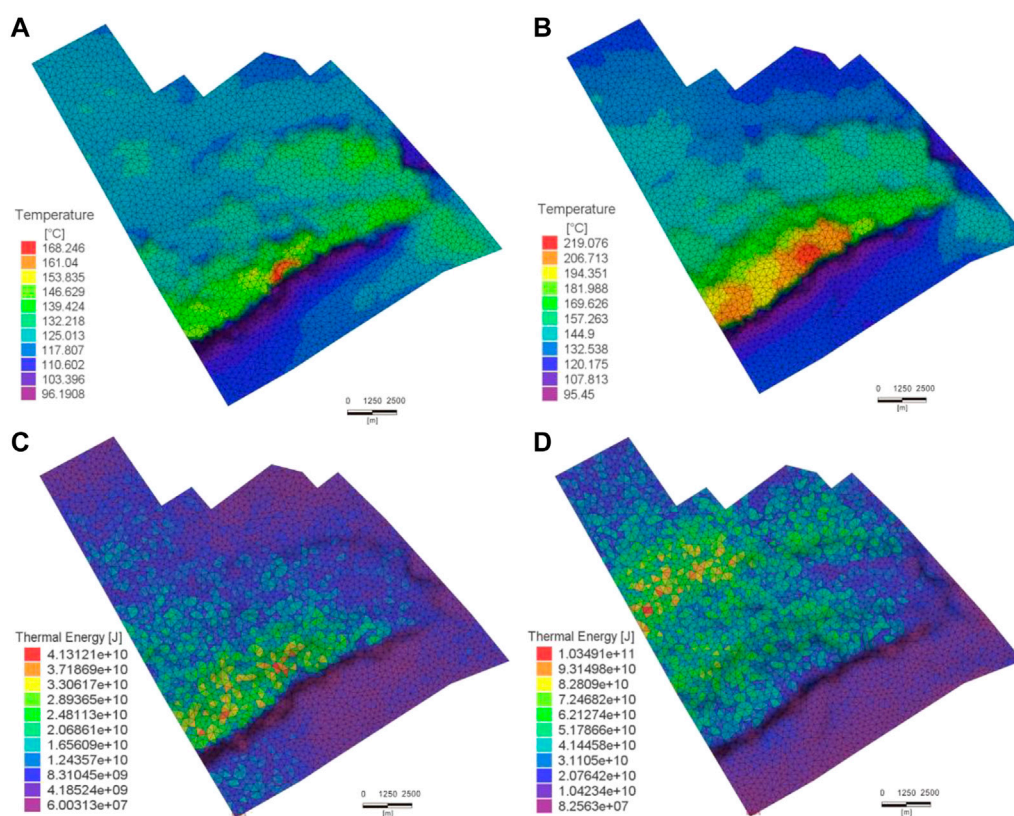 A
Temperature
[°C]
168.246
161.04
153.835
146.629
139.424
132.218
125.013
117.807
110.602
103.396
96.1908
0 1250 2500
[m]
B
Temperature
[°C]
219.076
206.713
194.351
181.988
169.626
157.263
144.9
132.538
120.175
107.813
95.45
0 1250 2500
[m]
C
Thermal Energy [J]
4.13121e+10
3.71869e+10
3.30617e+10
2.89365e+10
2.48113e+10
2.06861e+10
1.65609e+10
1.24357e+10
8.31045e+09
4.18524e+09
6.00313e+07
0 1250 2500
[m]
D
Thermal Energy [J]
1.03491e+11
9.31498e+10
8.2809e+10
7.24682e+10
6.21274e+10
5.17866e+10
4.14458e+10
3.1105e+10
2.07642e+10
1.04234e+10
8.2563e+07
0 1250 2500
[m]